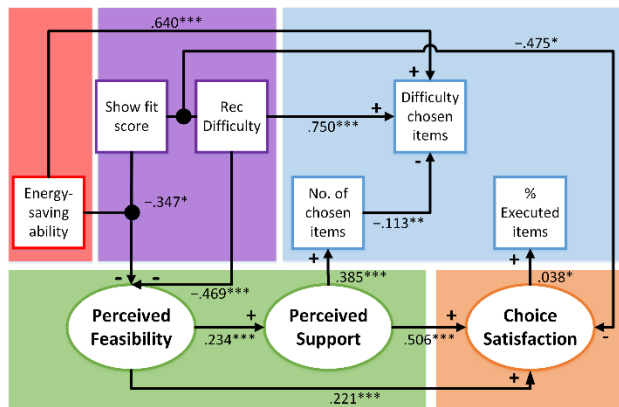 .640***
−.475*
+
Show fit
score
Rec
Difficulty
+
.750***
Difficulty
chosen
items
-
Energy-
saving
ability
−.347*
No. of
chosen
items
−.113**
%
Executed
items
+
+
- -
−.469***
.385***
.038*
Perceived
Feasibility
+
.234***
Perceived
Support
+
.506***
Choice
Satisfaction
-
+
.221***